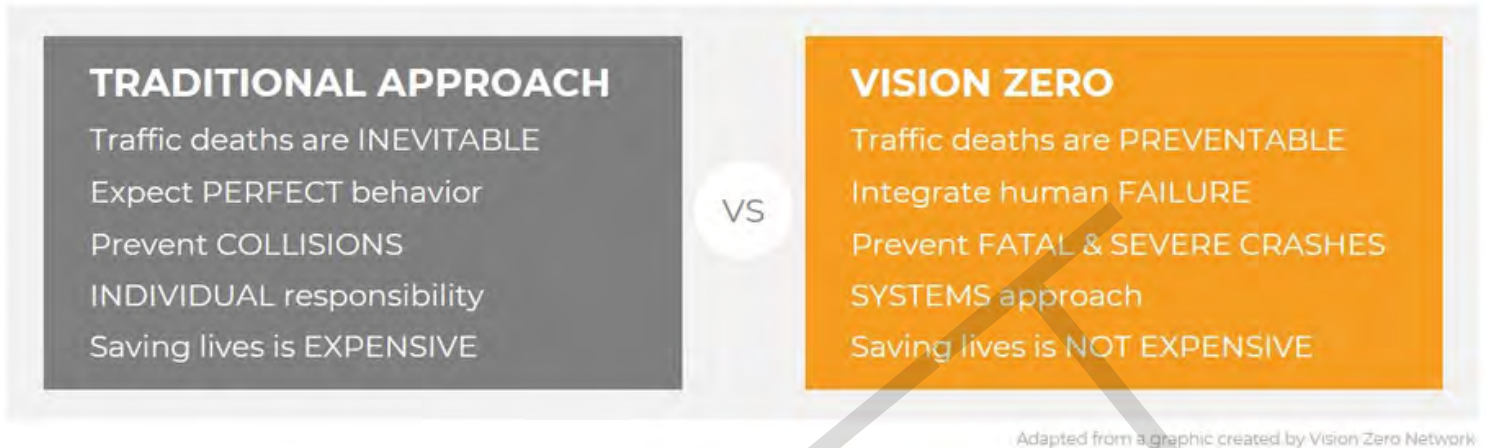 TRADITIONAL APPROACH
Traffic deaths are INEVITABLE
Expect PERFECT behavior
Prevent COLLISIONS
INDIVIDUAL responsibility
Saving lives is EXPENSIVE
VS
VISION ZERO
Traffic deaths are PREVENTABLE
Integrate human FAILURE
Prevent FATAL & SEVERE CRASHES
SYSTEMS approach
Saving lives is NOT EXPENSIVE
Adapted from a graphic created by Vision Zero Network